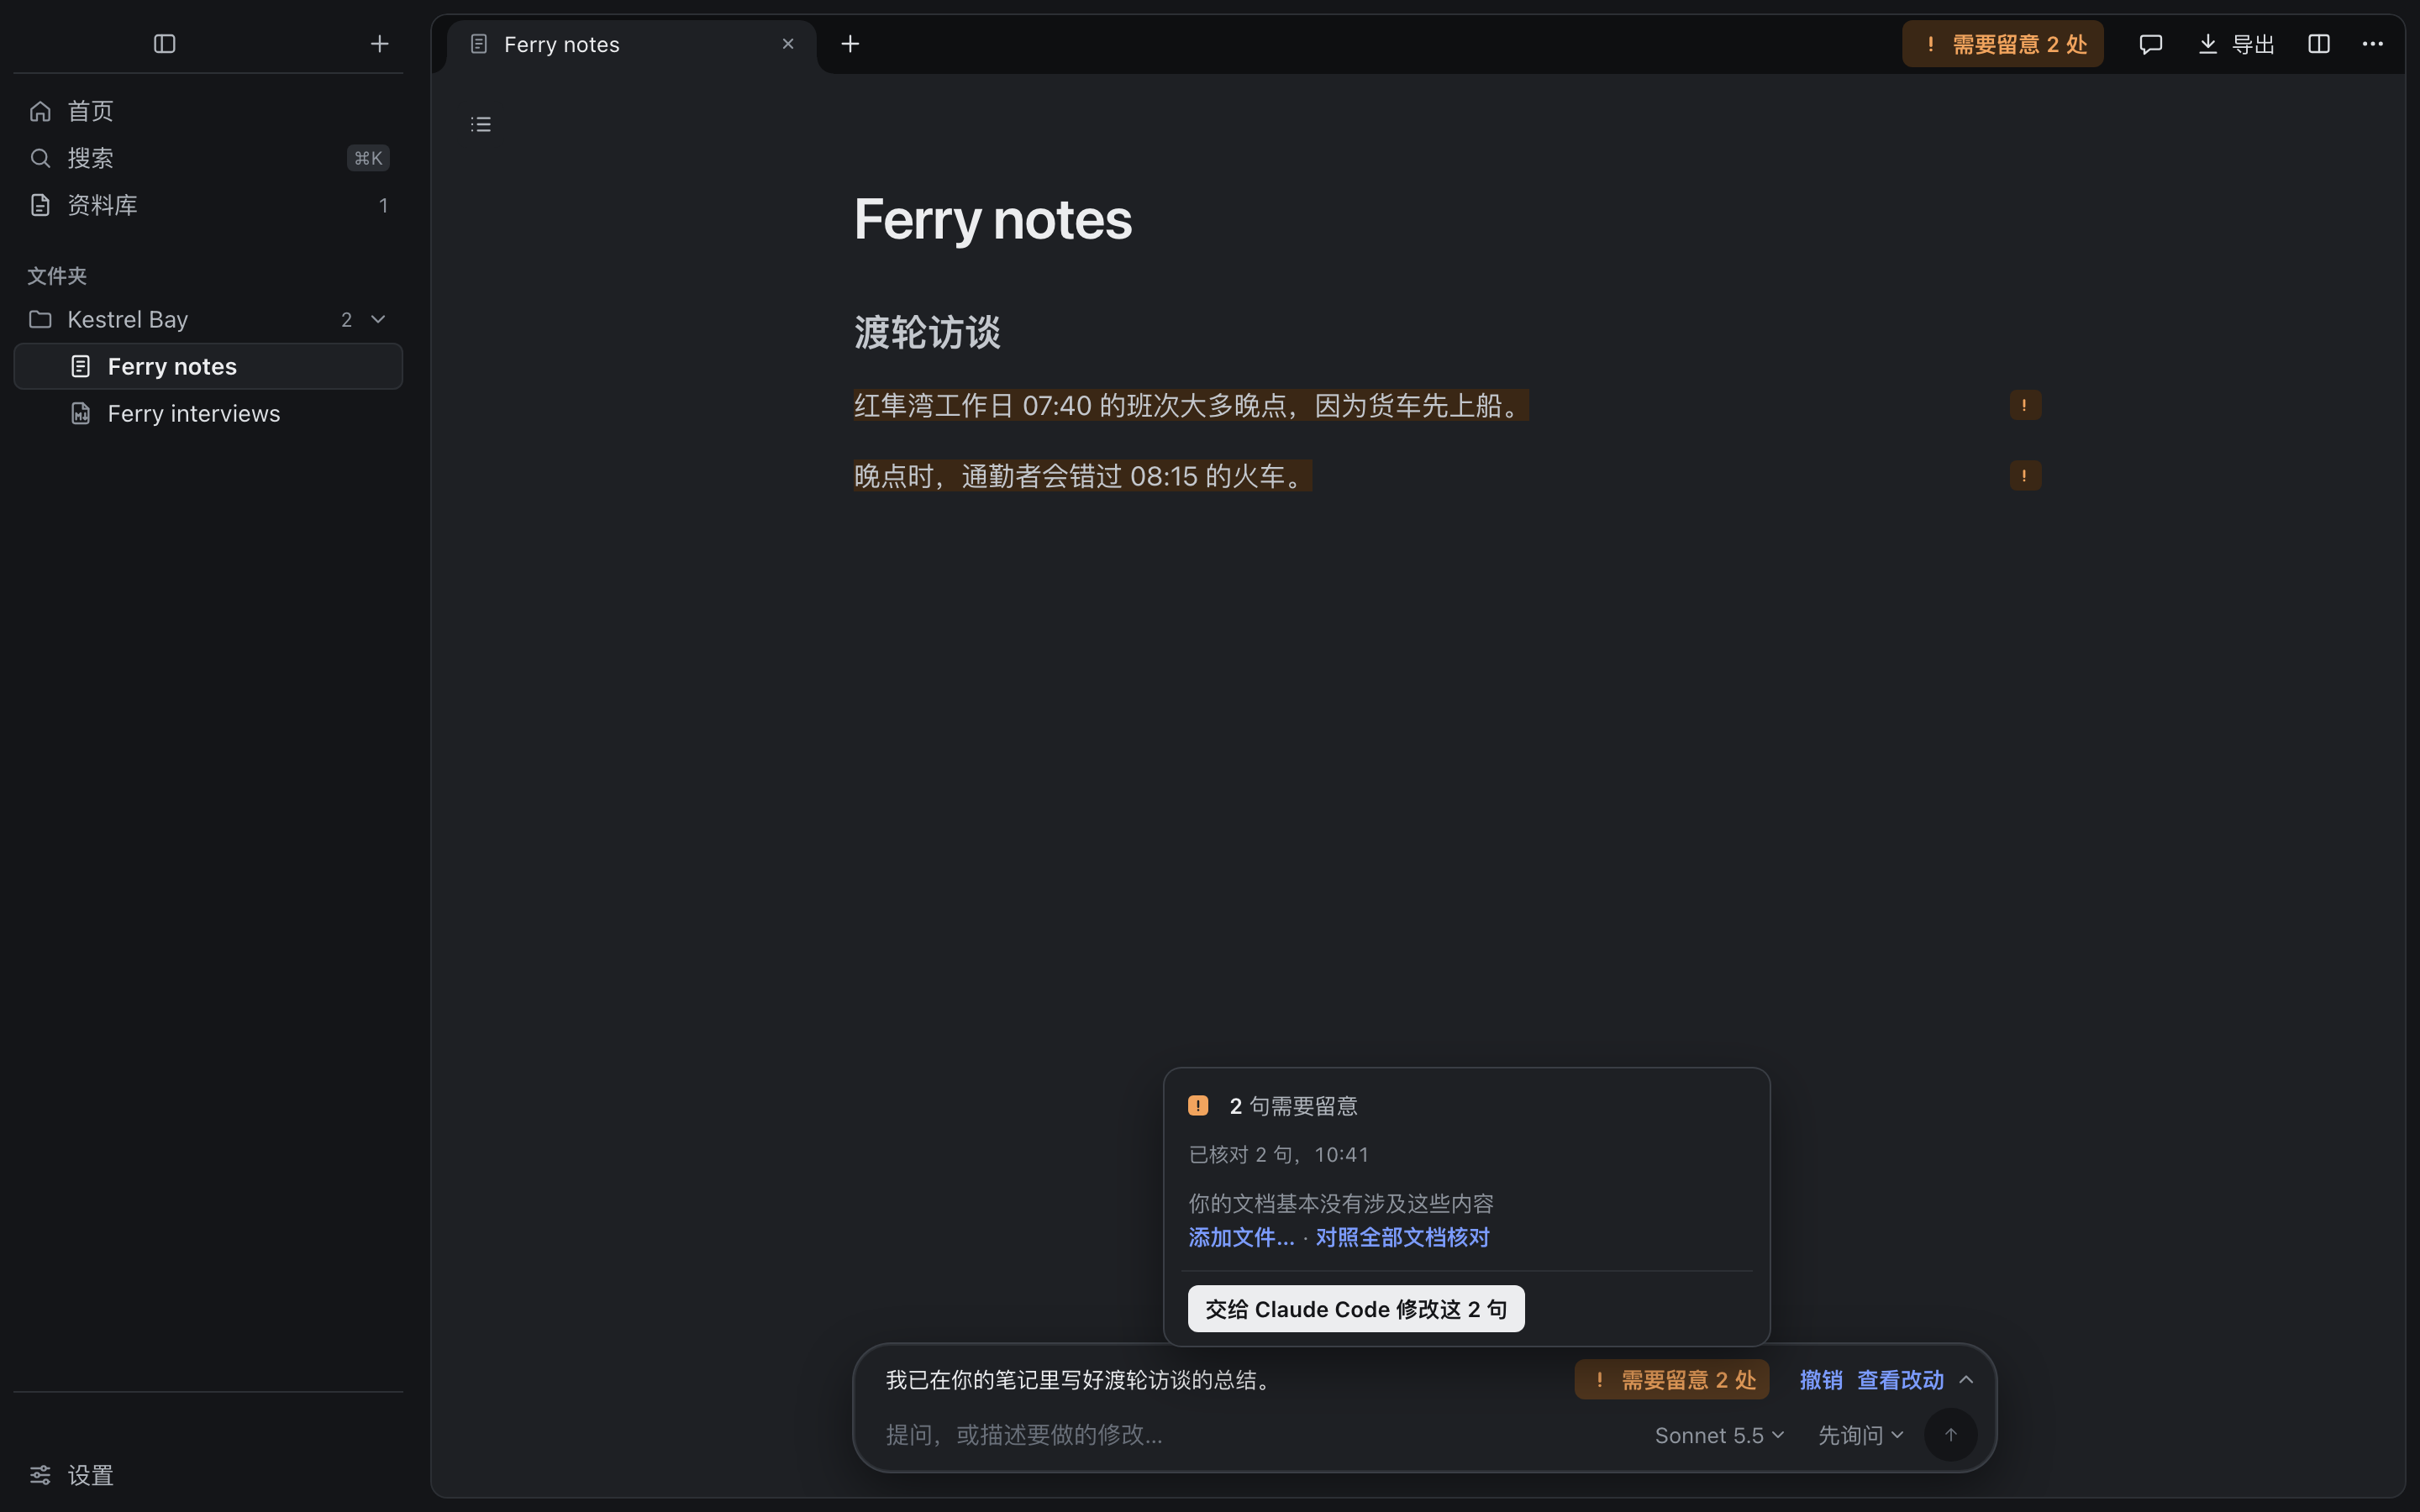 首页
搜索 ⌘K
资料库 1
文件夹
Kestrel Bay 2
Ferry notes
Ferry interviews
设置
Ferry notes
需要留意 2 处
导出
Ferry notes
渡轮访谈
红隼湾工作日 07:40 的班次大多晚点，因为货车先上船。
晚点时，通勤者会错过 08:15 的火车。
2 句需要留意
已核对 2 句，10:41
你的文档基本没有涉及这些内容
添加文件... · 对照全部文档核对
交给 Claude Code 修改这 2 句
我已在你的笔记里写好渡轮访谈的总结。
需要留意 2 处 撤销 查看改动
提问，或描述要做的修改...
Sonnet 5.5 先询问